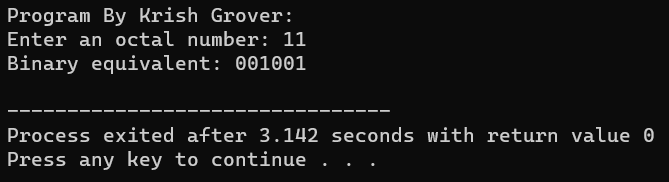 Program By Krish Grover:
Enter an octal number: 11
Binary equivalent: 001001
--------------------------------
Process exited after 3.142 seconds with return value 0
Press any key to continue . . .